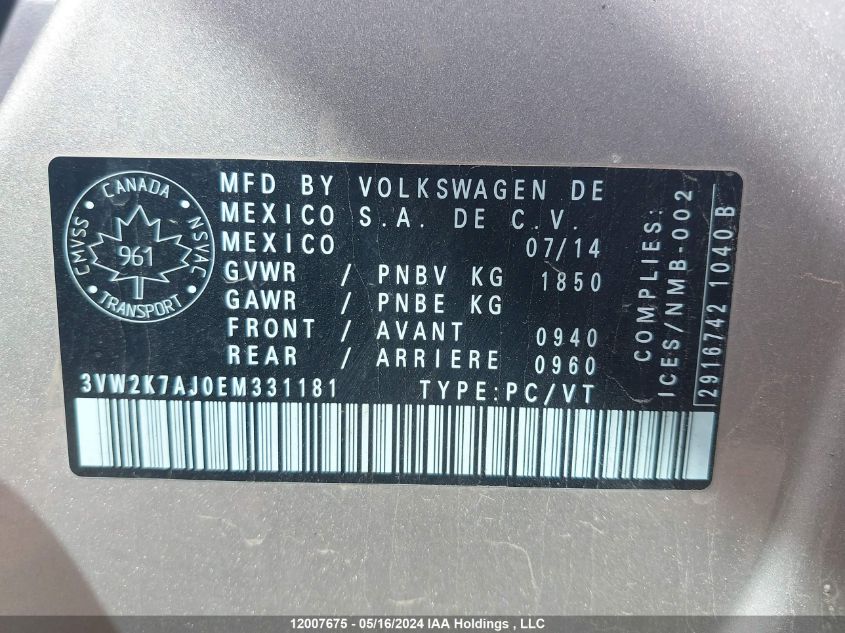 CANADA
CMVSS
NSVAC
961
TRANSPORT
MFD BY VOLKSWAGEN DE
MEXICO S.A. DE C.V.
MEXICO 07/14
GVWR / PNBV KG 1850
GAWR / PNBE KG
FRONT / AVANT 0940
REAR / ARRIERE 0960
3VW2K7AJ0EM331181 TYPE:PC/VT
COMPLIES:
ICES/NMB-002
2916742 1040 B
12007675 - 05/16/2024 IAA Holdings , LLC